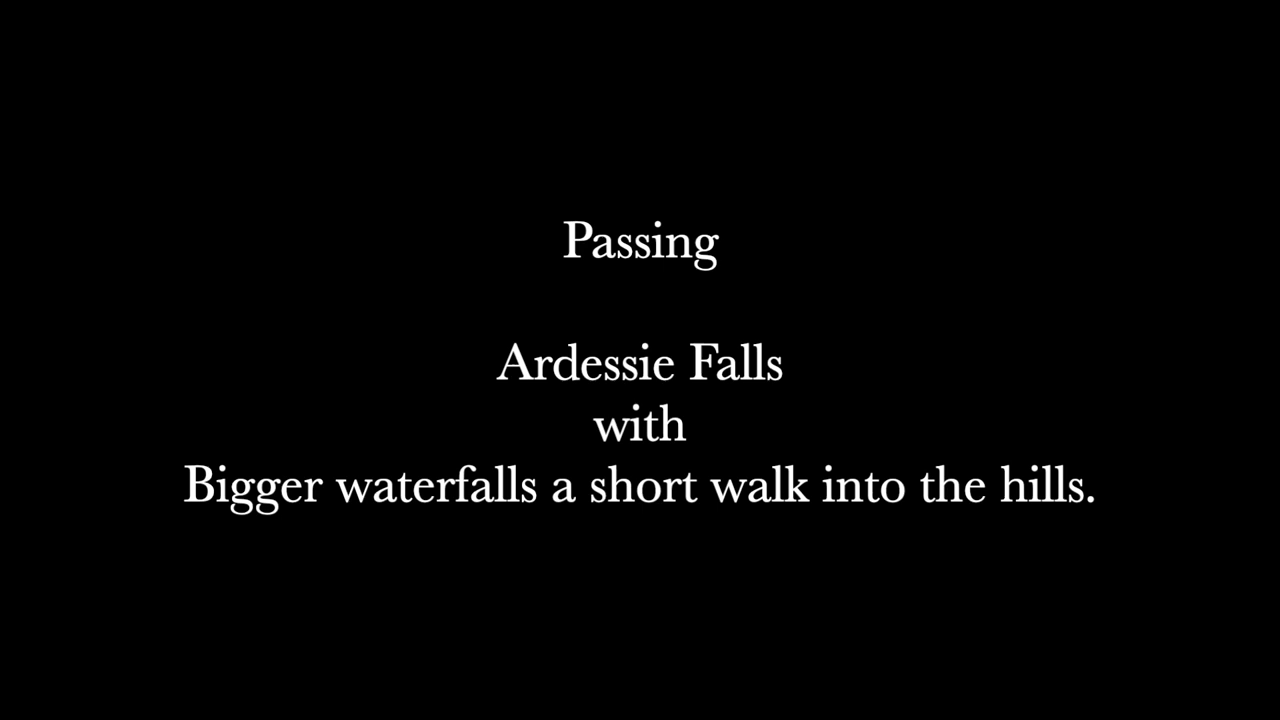 Passing
Ardessie Falls
with
Bigger waterfalls a short walk into the hills.